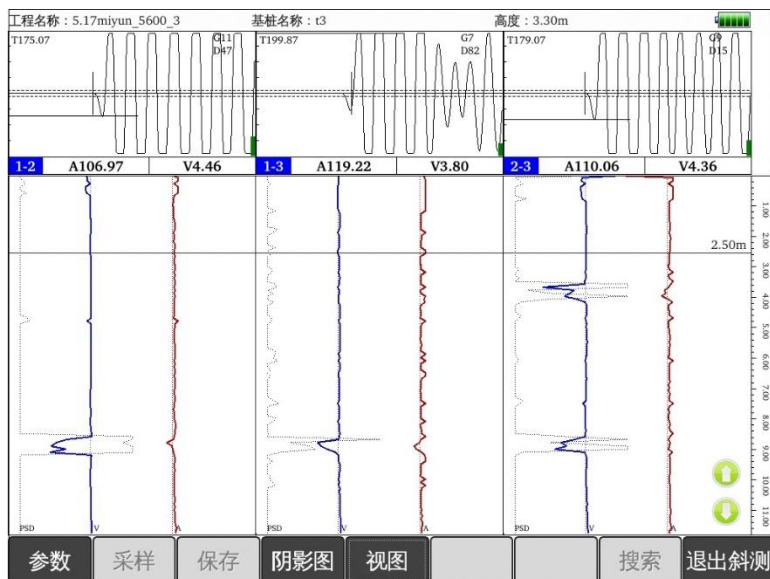 工程名称：5.17miyun_5600_3 基桩名称：t3 高度：3.30m
T175.07 G11
D47
T199.87 G7
D82
T179.07 G9
D15
1-2 A106.97 V4.46
1-3 A119.22 V3.80
2-3 A110.06 V4.36
1.00
2.00
2.50m
3.00
4.00
5.00
6.00
7.00
8.00
9.00
10.00
11.00
PSD V A
PSD V A
PSD V A
参数 采样 保存 阴影图 视图 搜索 退出斜测